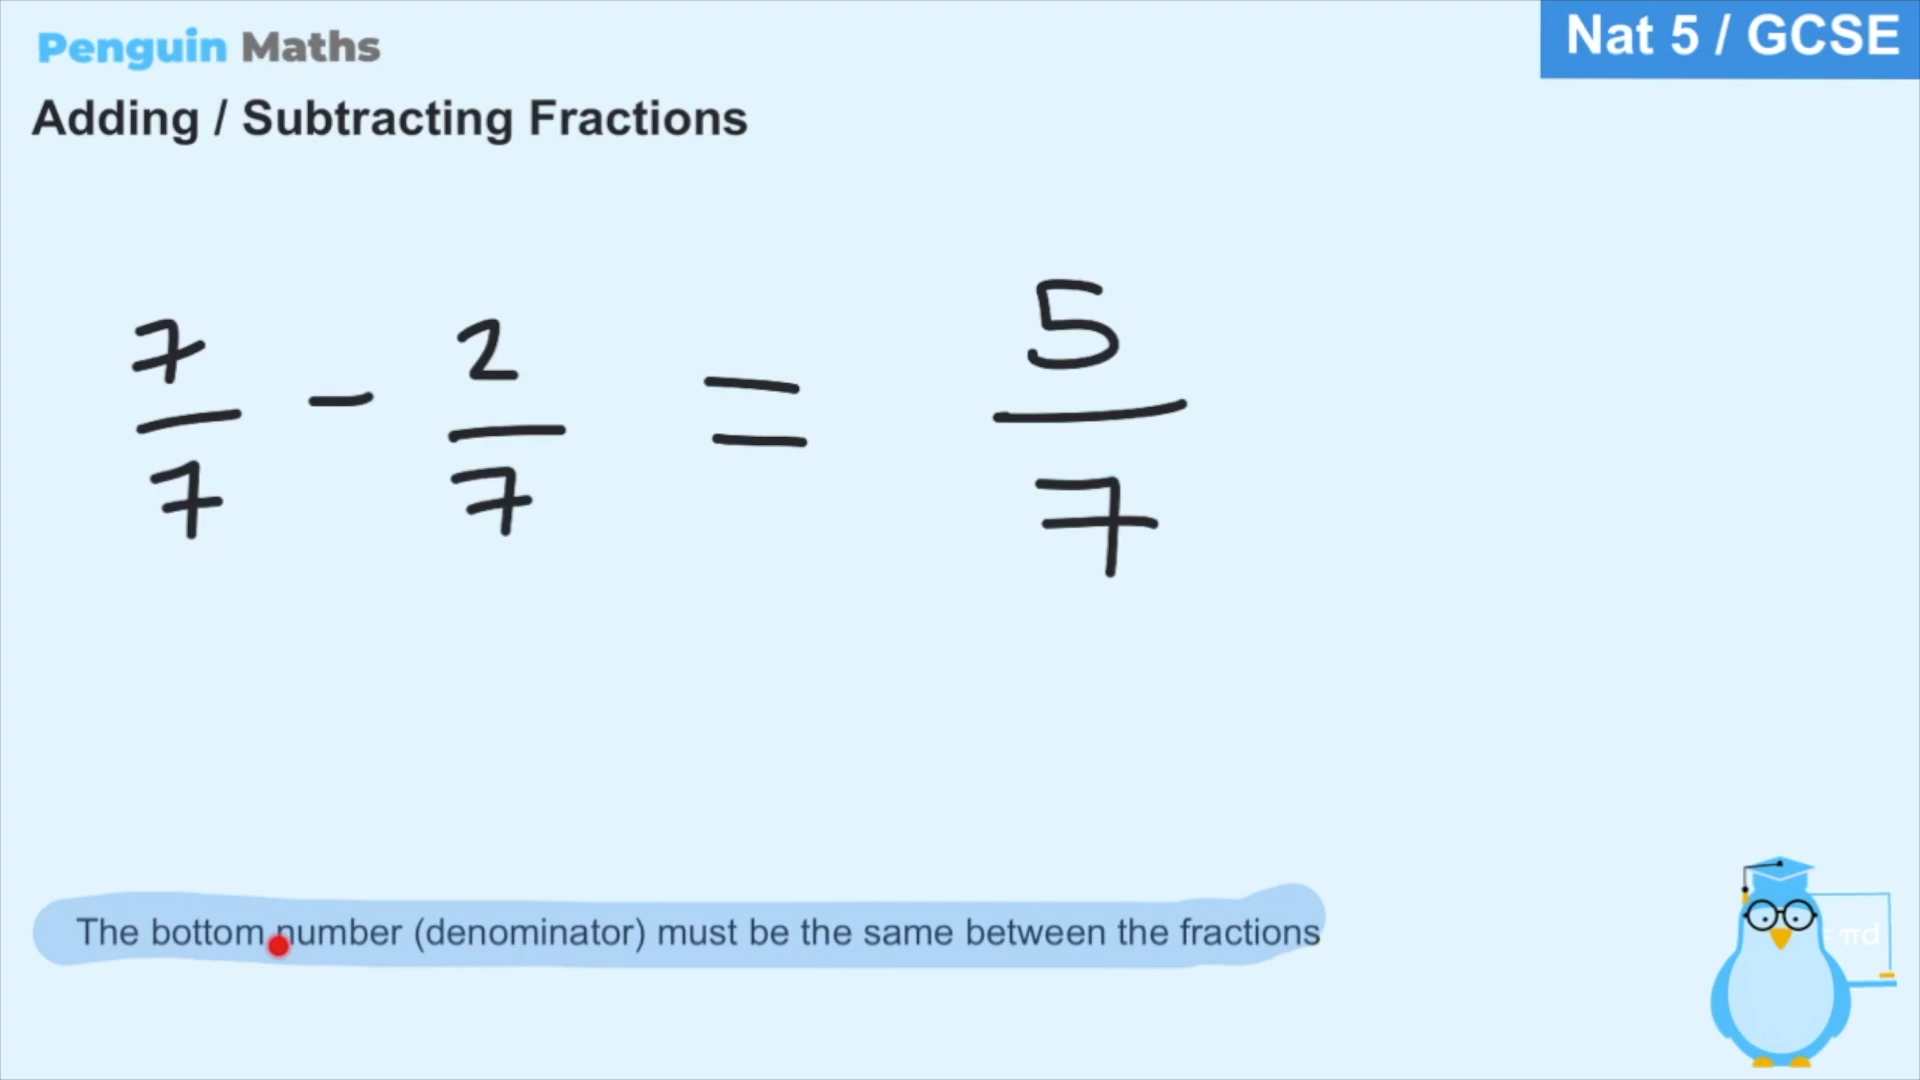 Penguin Maths
Nat 5 / GCSE
Adding / Subtracting Fractions
7/7 - 2/7 = 5/7
The bottom number (denominator) must be the same between the fractions
πd